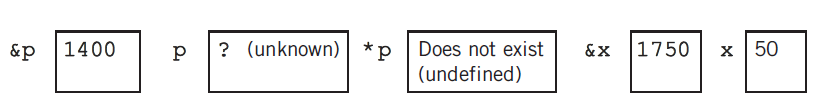 &p 1400 p ? (unknown) *p Does not exist &x 1750 x 50
(undefined)